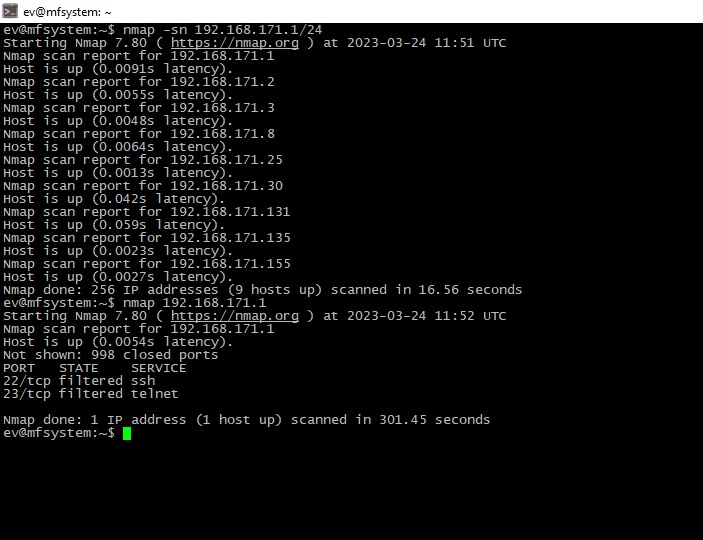 ev@mfsystem: ~
ev@mfsystem:~$ nmap -sn 192.168.171.1/24
Starting Nmap 7.80 ( https://nmap.org ) at 2023-03-24 11:51 UTC
Nmap scan report for 192.168.171.1
Host is up (0.0091s latency).
Nmap scan report for 192.168.171.2
Host is up (0.0055s latency).
Nmap scan report for 192.168.171.3
Host is up (0.0048s latency).
Nmap scan report for 192.168.171.8
Host is up (0.0064s latency).
Nmap scan report for 192.168.171.25
Host is up (0.0013s latency).
Nmap scan report for 192.168.171.30
Host is up (0.042s latency).
Nmap scan report for 192.168.171.131
Host is up (0.059s latency).
Nmap scan report for 192.168.171.135
Host is up (0.0023s latency).
Nmap scan report for 192.168.171.155
Host is up (0.0027s latency).
Nmap done: 256 IP addresses (9 hosts up) scanned in 16.56 seconds
ev@mfsystem:~$ nmap 192.168.171.1
Starting Nmap 7.80 ( https://nmap.org ) at 2023-03-24 11:52 UTC
Nmap scan report for 192.168.171.1
Host is up (0.0054s latency).
Not shown: 998 closed ports
PORT   STATE    SERVICE
22/tcp filtered ssh
23/tcp filtered telnet
Nmap done: 1 IP address (1 host up) scanned in 301.45 seconds
ev@mfsystem:~$